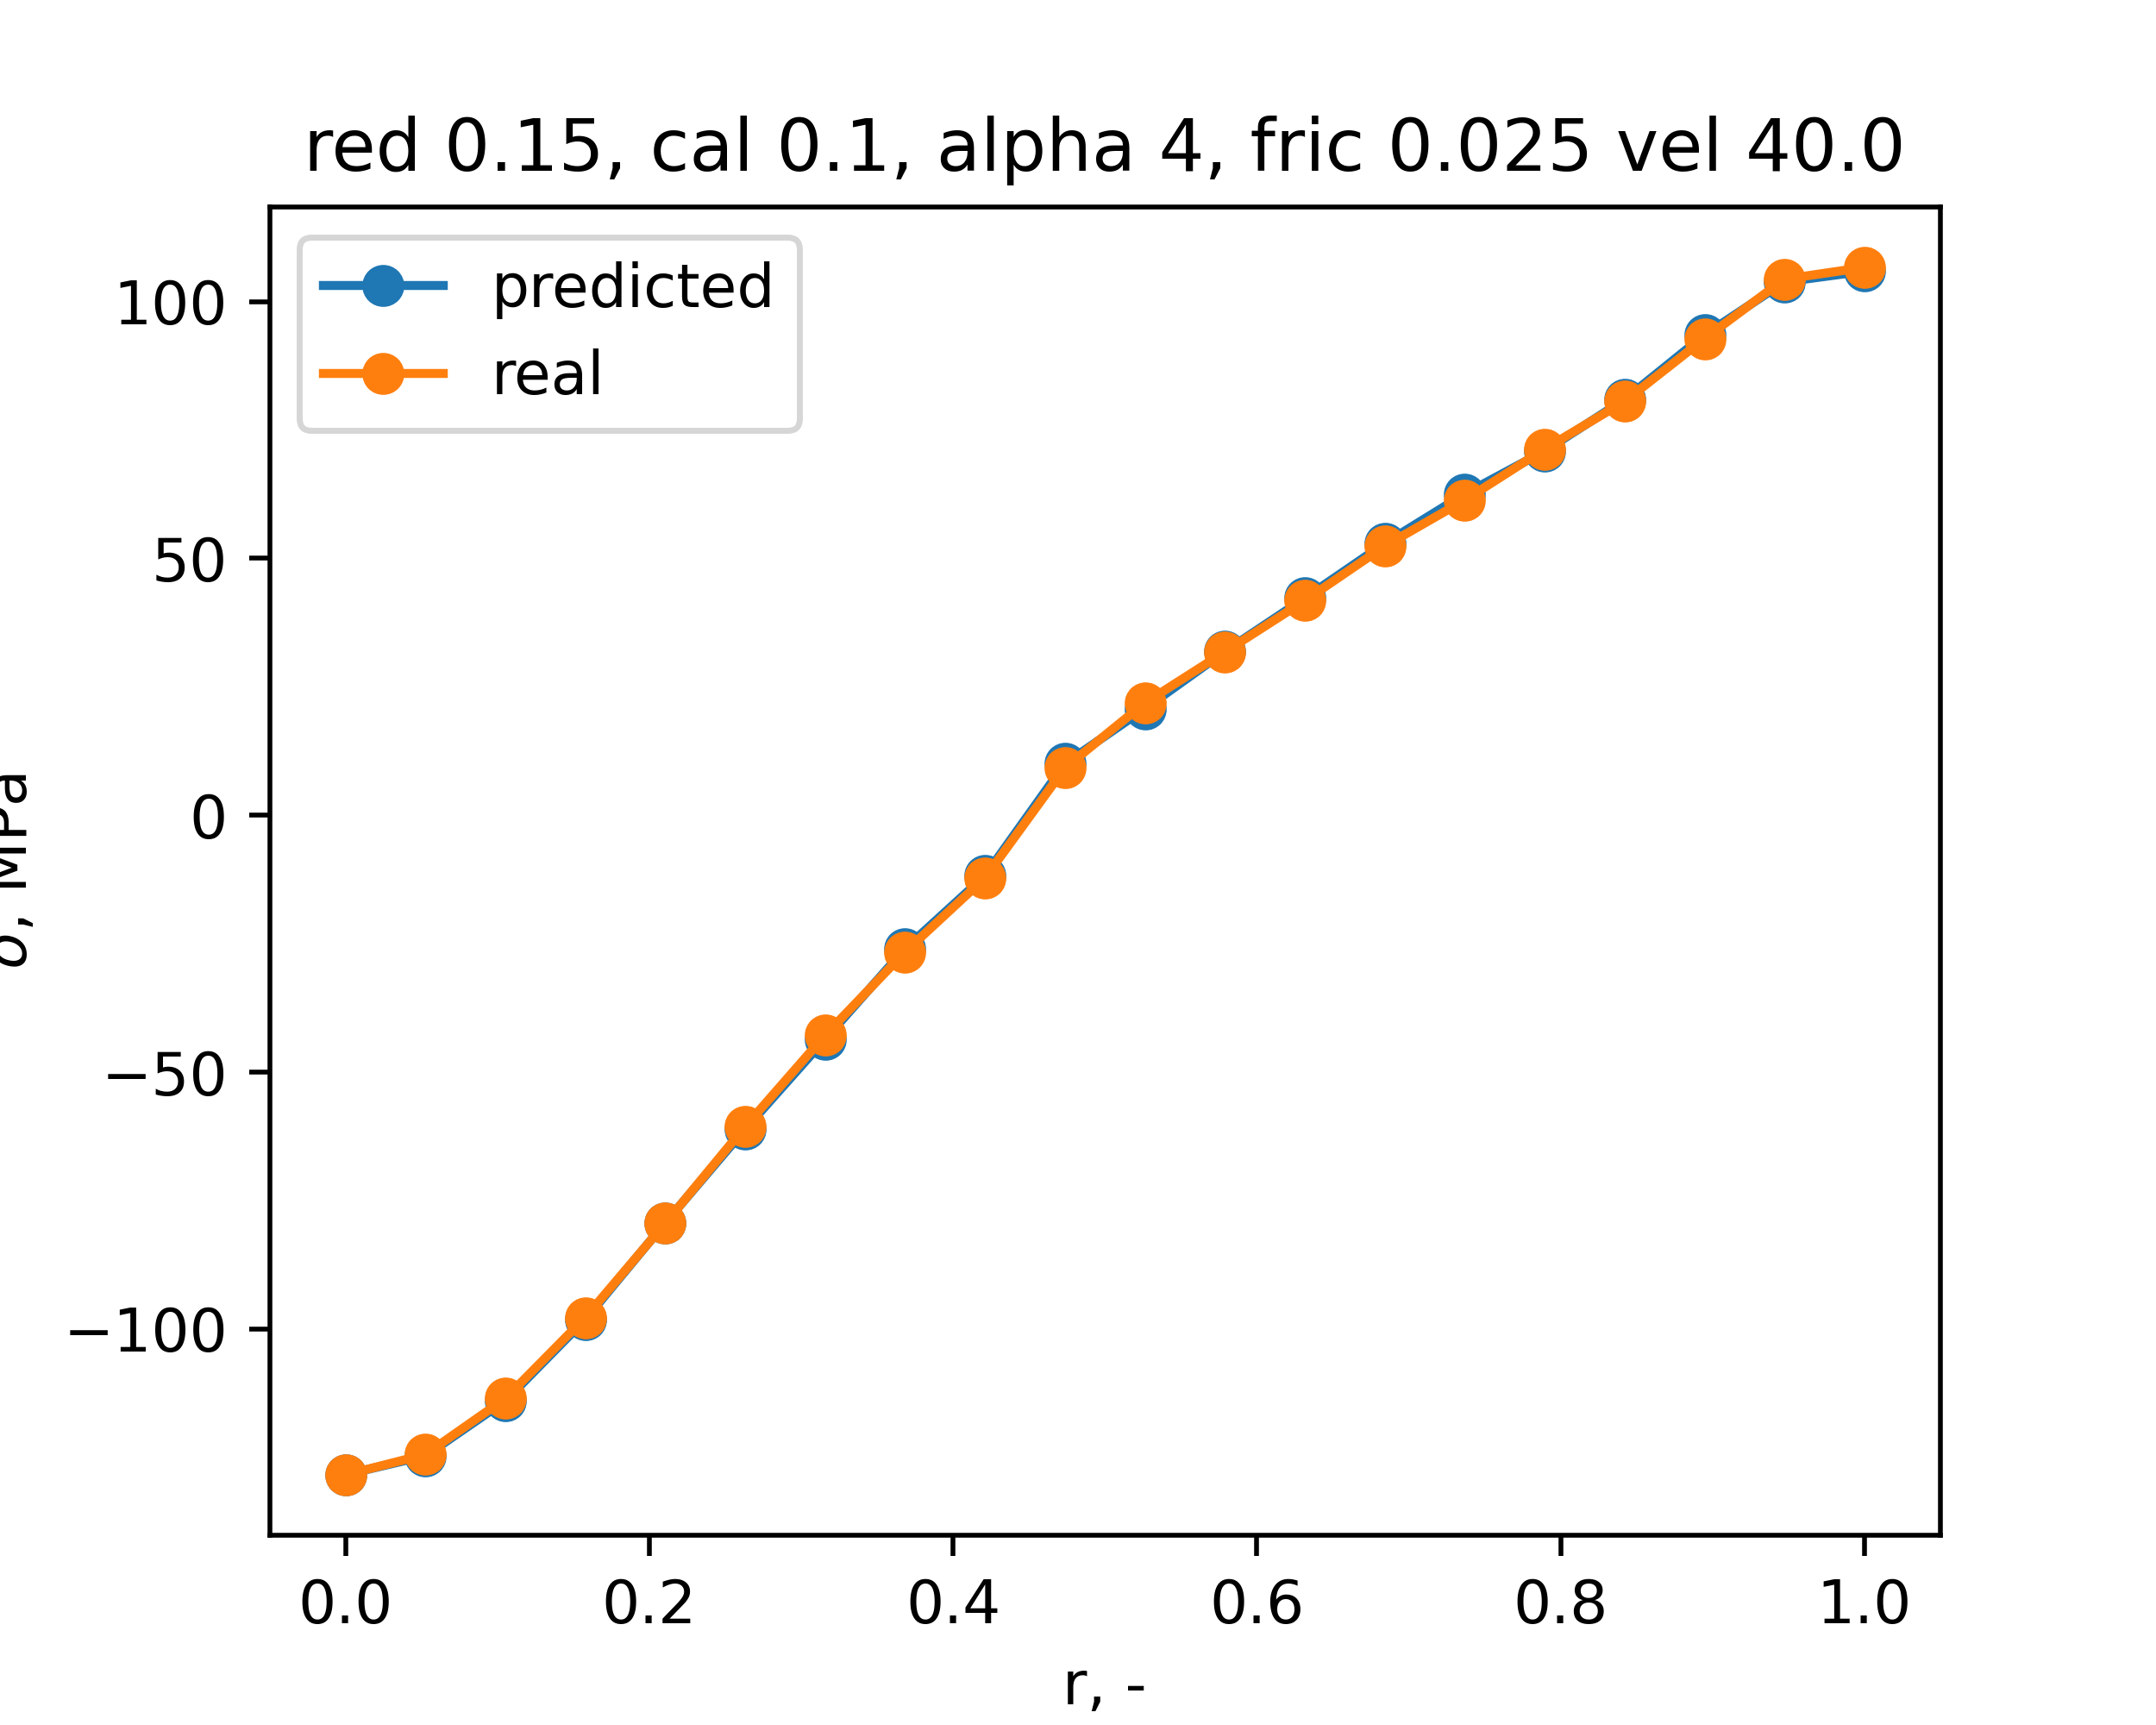 red 0.15, cal 0.1, alpha 4, fric 0.025 vel 40.0
predicted
real
100
50
0
−50
−100
, MPa
0.0 0.2 0.4 0.6 0.8 1.0
r, -